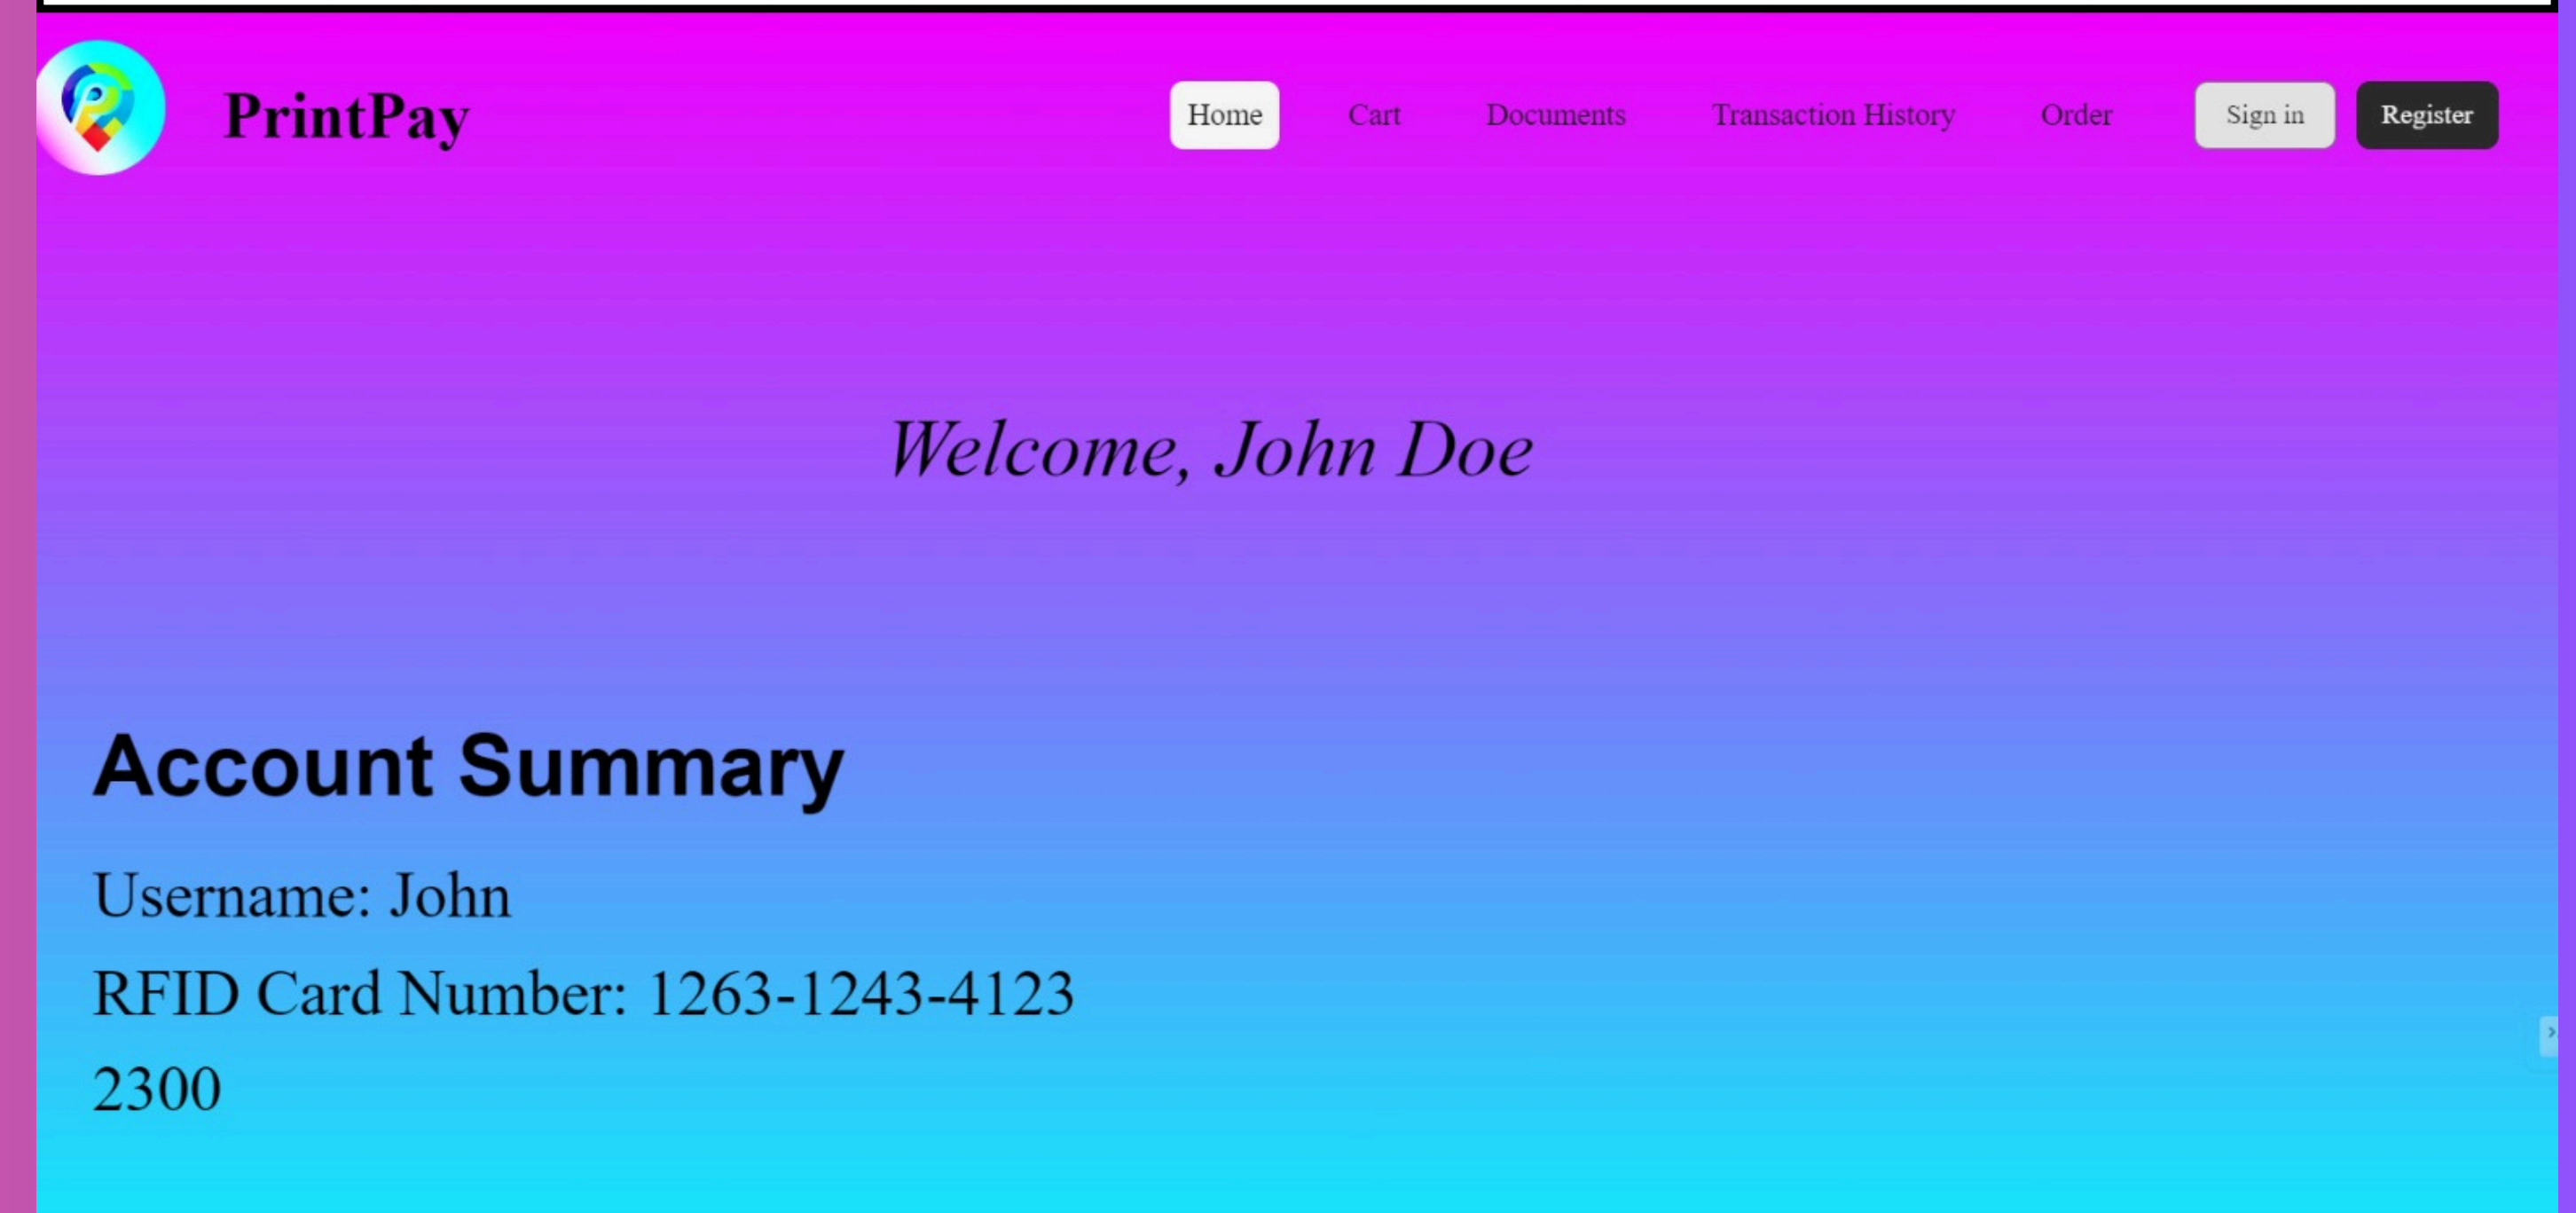 PrintPay
Home Cart Documents Transaction History Order Sign in Register
Welcome, John Doe
Account Summary
Username: John
RFID Card Number: 1263-1243-4123
2300